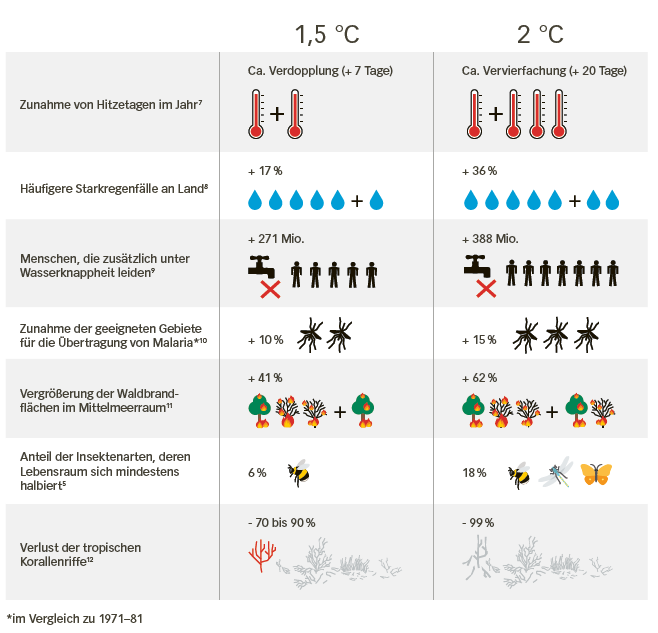 1,5 °C
2 °C
Zunahme von Hitzetagen im Jahr⁷
Ca. Verdopplung (+ 7 Tage)
Ca. Vervierfachung (+ 20 Tage)
Häufigere Starkregenfälle an Land⁸
+ 17 %
+ 36 %
Menschen, die zusätzlich unter
Wasserknappheit leiden⁹
+ 271 Mio.
+ 388 Mio.
Zunahme der geeigneten Gebiete
für die Übertragung von Malaria*¹⁰
+ 10 %
+ 15 %
Vergrößerung der Waldbrand-
flächen im Mittelmeerraum¹¹
+ 41 %
+ 62 %
Anteil der Insektenarten, deren
Lebensraum sich mindestens
halbiert⁵
6 %
18 %
Verlust der tropischen
Korallenriffe¹²
- 70 bis 90 %
- 99 %
*im Vergleich zu 1971–81